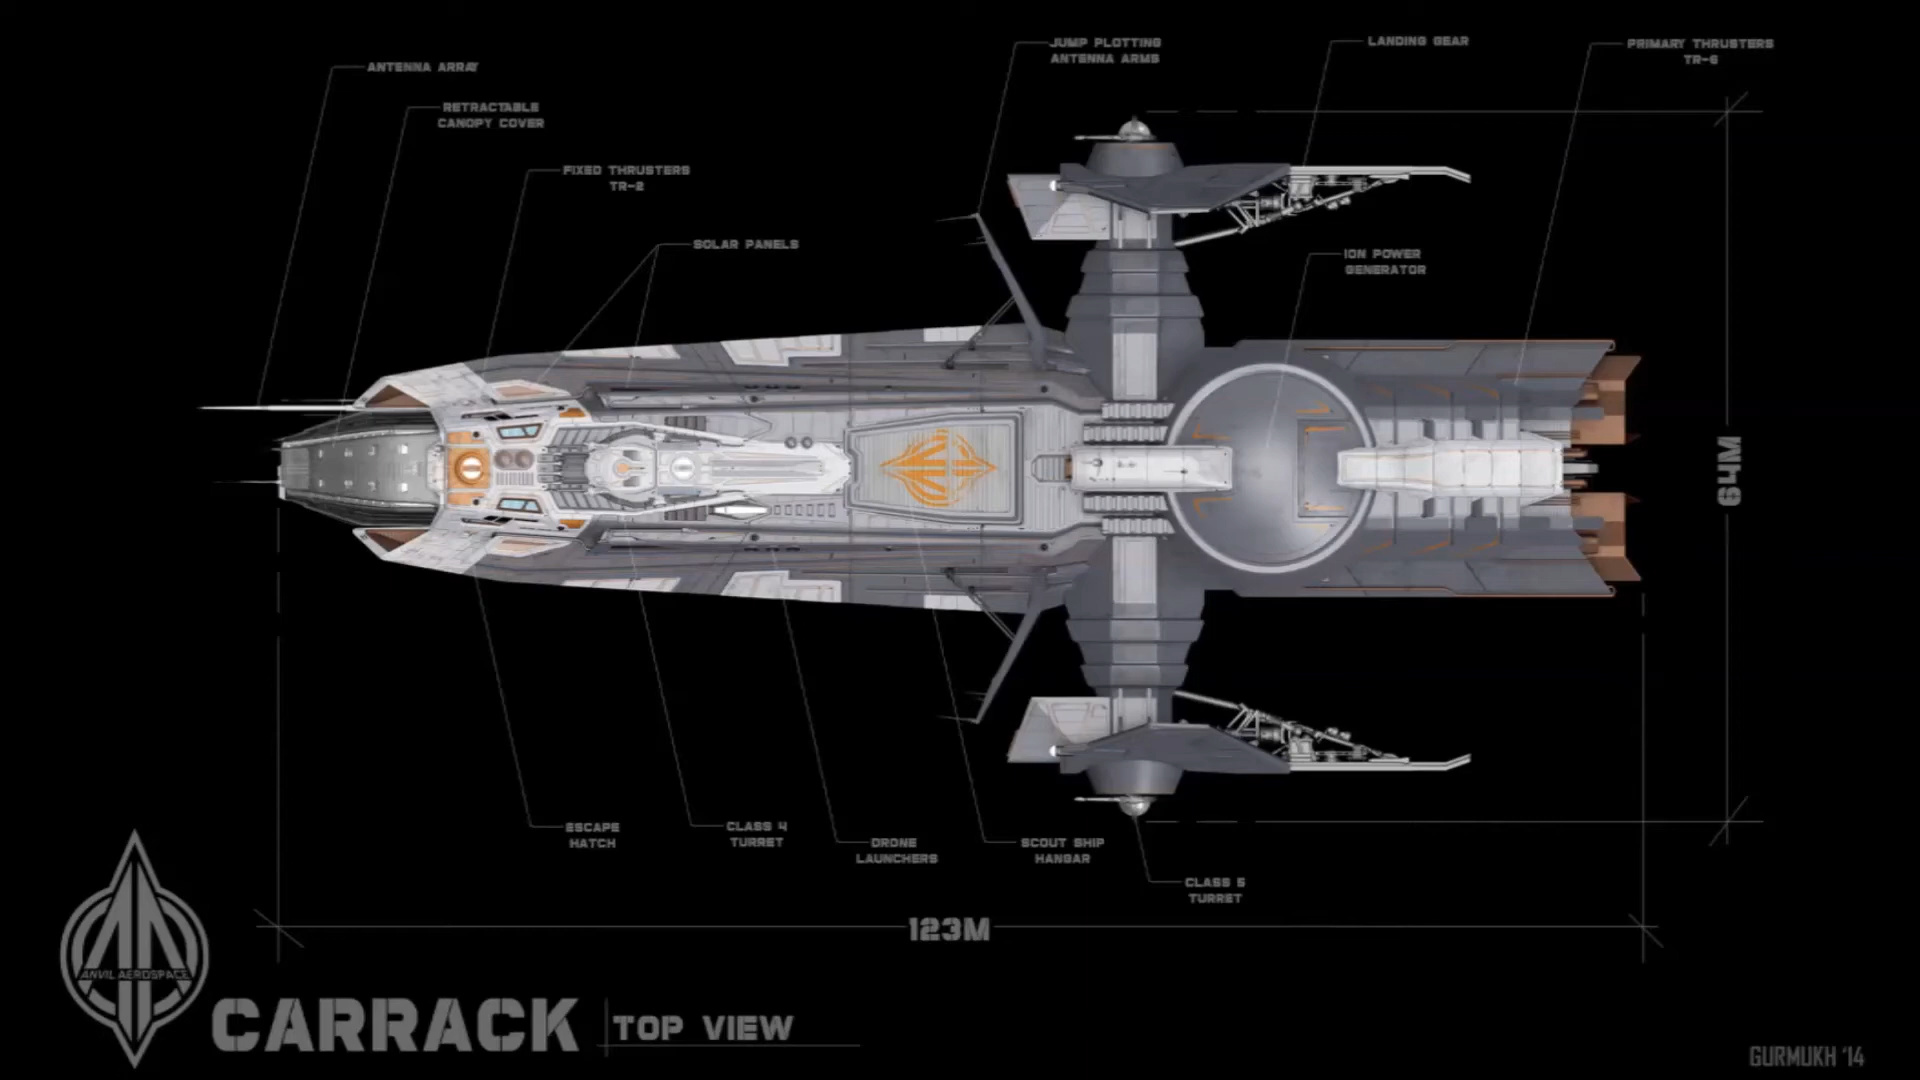 ANTENNA ARRAY
RETRACTABLE
CANOPY COVER
FIXED THRUSTERS
TR-2
SOLAR PANELS
JUMP PLOTTING
ANTENNA ARMS
LANDING GEAR
PRIMARY THRUSTERS
TR-6
ION POWER
GENERATOR
64M
ESCAPE
HATCH
CLASS 4
TURRET
DRONE
LAUNCHERS
SCOUT SHIP
HANGAR
CLASS 5
TURRET
123M
ANVIL AEROSPACE
CARRACK
TOP VIEW
GURMUKH '14